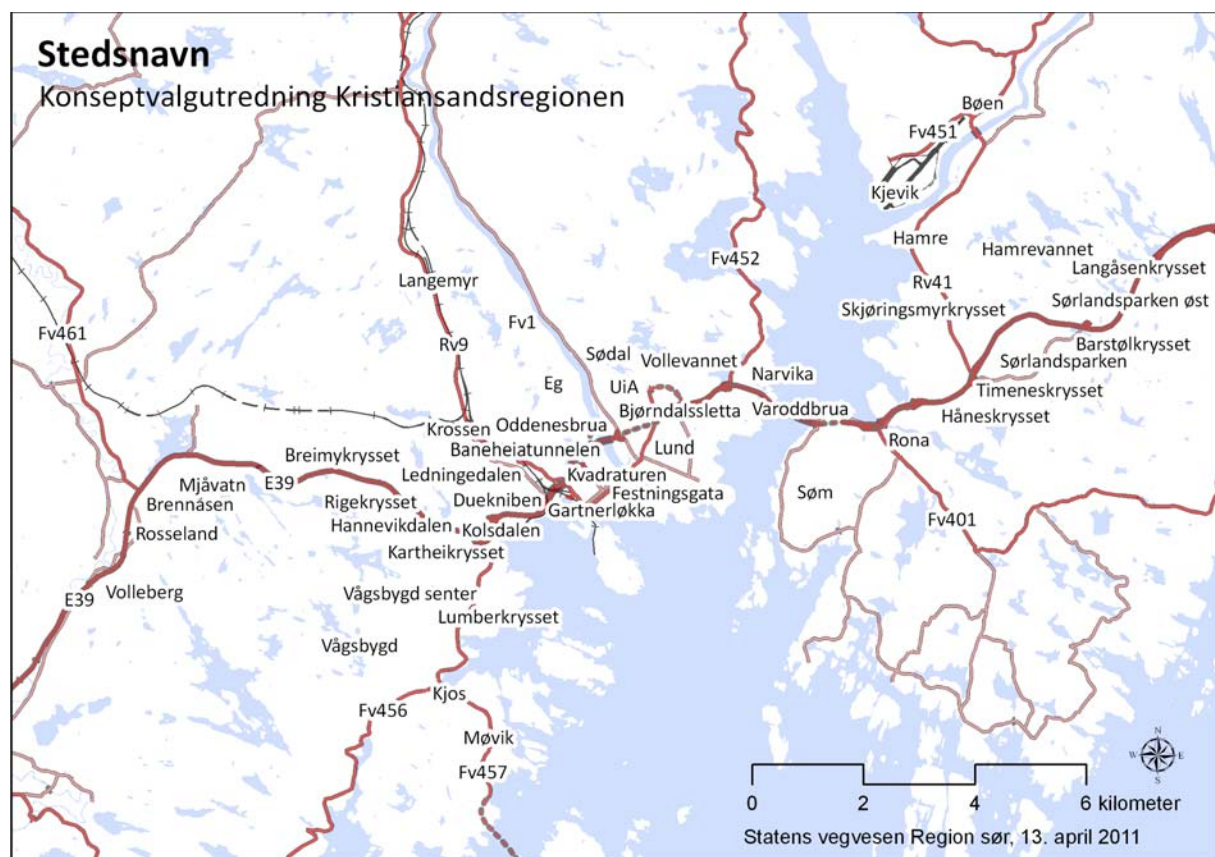 Stedsnavn
Konseptvalgutredning Kristiansandsregionen
Bøen
Fv451
Kjevik
Hamre
Hamrevannet
Langåsenkrysset
Fv452
Langemyr
Rv41
Skjøringsmyrkrysset
Sørlandsparken øst
Fv461
Fv1
Rv9
Barstølkrysset
Sødal
Vollevannet
Sørlandsparken
Eg
UiA
Narvika
Timeneskrysset
Bjørndalssletta
Varoddbrua
Håneskrysset
Krossen
Oddenesbrua
Rona
Baneheiatunnelen
Lund
Breimykrysset
Ledningedalen
Kvadraturen
Mjåvatn
E39
Duekniben
Festningsgata
Søm
Brennåsen
Rigekrysset
Gartnerløkka
Fv401
Rosseland
Hannevikdalen
Kolsdalen
Kartheikrysset
E39
Volleberg
Vågsbygd senter
Lumberkrysset
Vågsbygd
Kjos
Fv456
Møvik
Fv457
N
W
E
S
0 2 4 6 kilometer
Statens vegvesen Region sør, 13. april 2011